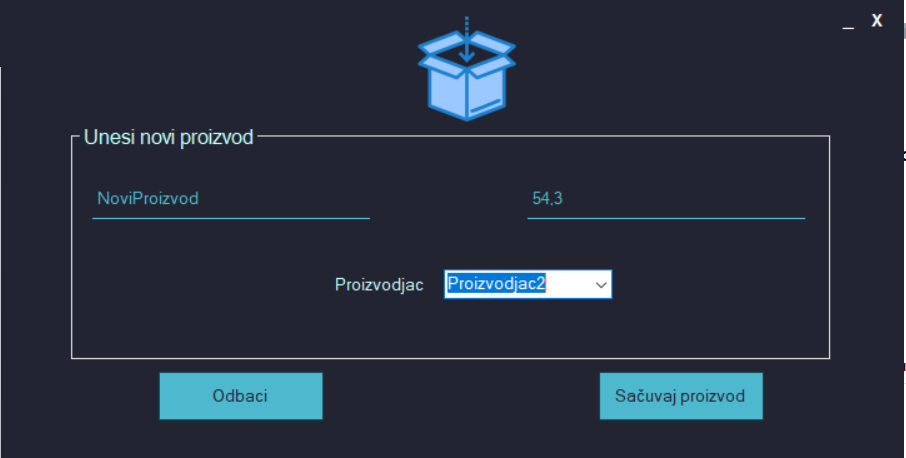 _ X
Unesi novi proizvod
NoviProizvod 54,3
Proizvodjac Proizvodjac2
Odbaci Sačuvaj proizvod